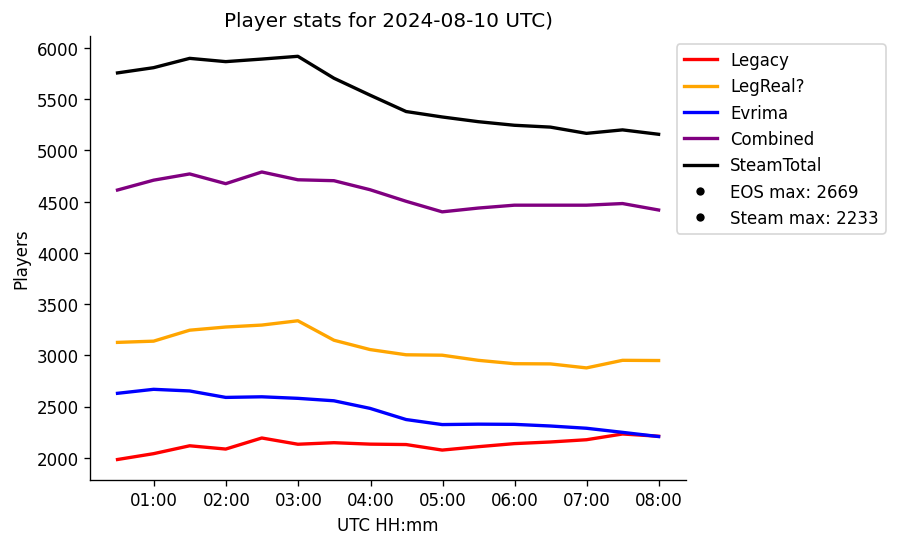 Player stats for 2024-08-10 UTC)
Players
6000
5500
5000
4500
4000
3500
3000
2500
2000
01:00 02:00 03:00 04:00 05:00 06:00 07:00 08:00
UTC HH:mm
Legacy
LegReal?
Evrima
Combined
SteamTotal
EOS max: 2669
Steam max: 2233